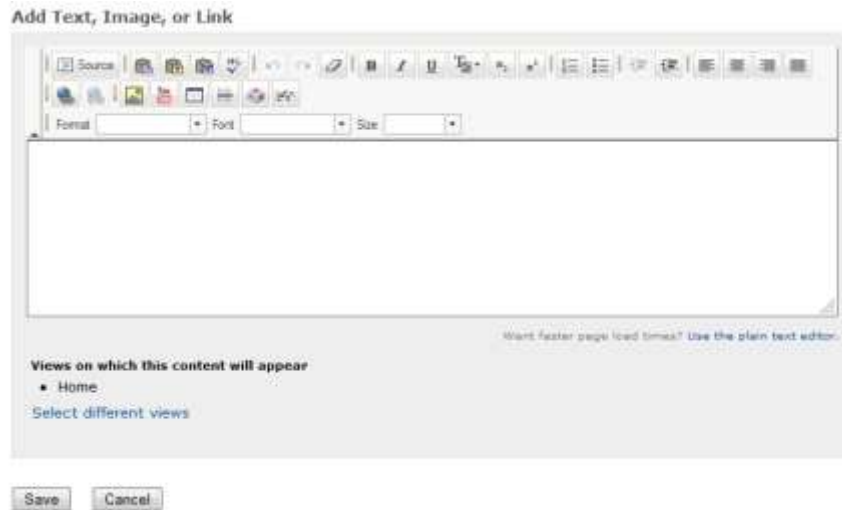 Add Text, Image, or Link
Source B I U
Format Font Size
Want faster page load times? Use the plain text editor.
Views on which this content will appear
• Home
Select different views
Save Cancel